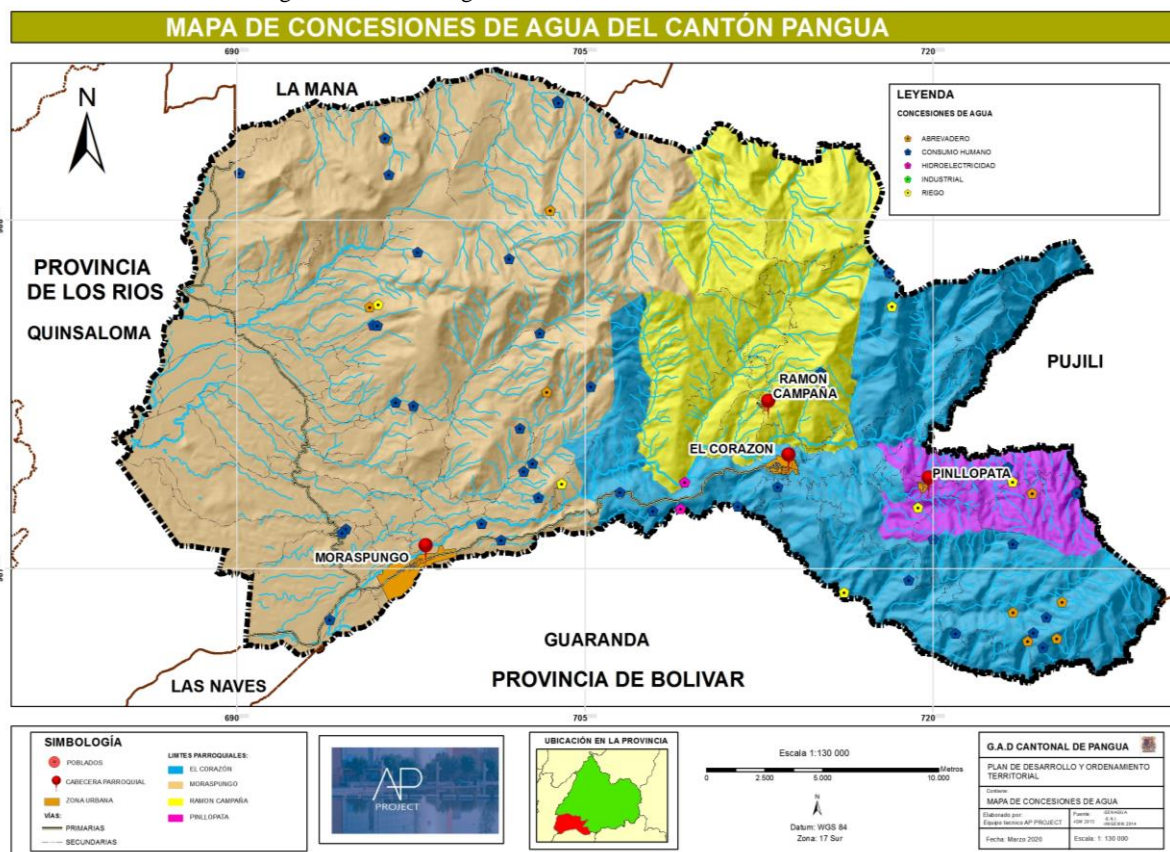 MAPA DE CONCESIONES DE AGUA DEL CANTÓN PANGUA
690
705
720
LA MANA
N
LEYENDA
CONCESIONES DE AGUA
ABREVADERO
CONSUMO HUMANO
HIDROELECTRICIDAD
INDUSTRIAL
RIEGO
PROVINCIA
DE LOS RIOS
QUINSALOMA
PUJILI
RAMON
CAMPAÑA
EL CORAZON
PINLLOPATA
MORASPUNGO
GUARANDA
PROVINCIA DE BOLIVAR
LAS NAVES
690
705
720
SIMBOLOGÍA
POBLADOS
CABECERA PARROQUIAL
ZONA URBANA
VÍAS:
PRIMARIAS
SECUNDARIAS
LIMTES PARROQUIALES:
EL CORAZÓN
MORASPUNGO
RAMON CAMPAÑA
PINLLOPATA
AP
PROJECT
UBICACIÓN EN LA PROVINCIA
Escala 1:130 000
Metros
0 2.500 5.000 10.000
N
Datum: WGS 84
Zona: 17 Sur
G.A.D CANTONAL DE PANGUA
PLAN DE DESARROLLO Y ORDENAMIENTO
TERRITORIAL
Contiene:
MAPA DE CONCESIONES DE AGUA
Elaborado por:
Equipo tecnico AP PROJECT
Fuente
Fecha: Marzo 2020
Escala: 1: 130 000